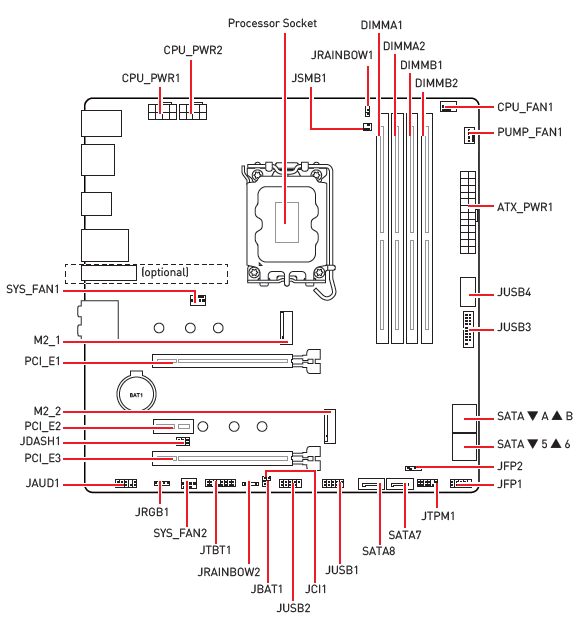 Processor Socket
DIMMA1
DIMMA2
DIMMB1
DIMMB2
CPU_PWR2
JRAINBOW1
CPU_PWR1
JSMB1
CPU_FAN1
PUMP_FAN1
ATX_PWR1
(optional)
SYS_FAN1
JUSB4
JUSB3
M2_1
PCI_E1
BAT1
M2_2
SATA ▼ A ▲ B
PCI_E2
JDASH1
SATA ▼ 5 ▲ 6
PCI_E3
JFP2
JAUD1
JFP1
JRGB1
JTPM1
SYS_FAN2
SATA7
JTBT1
SATA8
JRAINBOW2
JUSB1
JBAT1
JCI1
JUSB2